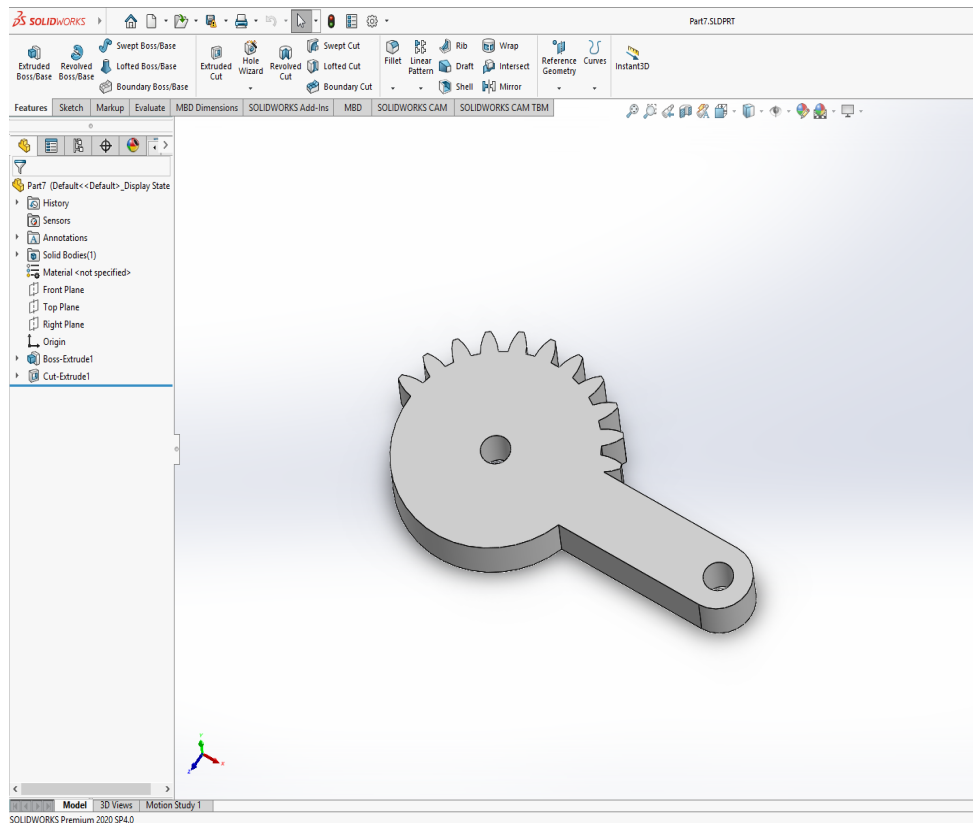 SOLIDWORKS
Part7.SLDPRT
Extruded Boss/Base
Revolved Boss/Base
Swept Boss/Base
Lofted Boss/Base
Boundary Boss/Base
Extruded Cut
Hole Wizard
Revolved Cut
Swept Cut
Lofted Cut
Boundary Cut
Fillet
Linear Pattern
Rib
Draft
Shell
Wrap
Intersect
Mirror
Reference Geometry
Curves
Instant3D
Features
Sketch
Markup
Evaluate
MBD Dimensions
SOLIDWORKS Add-Ins
MBD
SOLIDWORKS CAM
SOLIDWORKS CAM TBM
Part7 (Default<<Default>_Display State
History
Sensors
Annotations
Solid Bodies(1)
Material <not specified>
Front Plane
Top Plane
Right Plane
Origin
Boss-Extrude1
Cut-Extrude1
Model
3D Views
Motion Study 1
SOLIDWORKS Premium 2020 SP4.0